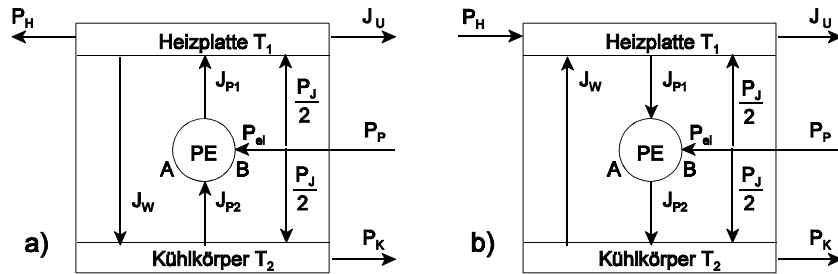 P_H
J_U
Heizplatte T_1
J_P1
P_J
2
P_el
P_P
PE
A
B
P_J
2
J_W
J_P2
a)
Kühlkörper T_2
P_K
P_H
J_U
Heizplatte T_1
J_W
J_P1
P_J
2
P_el
P_P
PE
A
B
P_J
2
J_P2
b)
Kühlkörper T_2
P_K